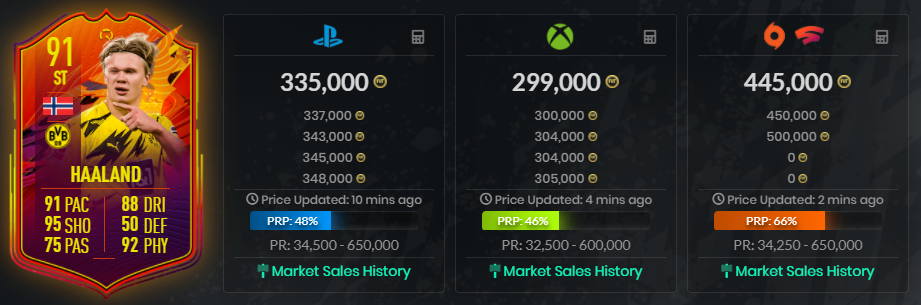 91
ST
BVB
09
HAALAND
91 PAC 88 DRI
95 SHO 50 DEF
75 PAS 92 PHY
335,000
337,000
343,000
345,000
348,000
Price Updated: 10 mins ago
PRP: 48%
PR: 34,500 - 650,000
Market Sales History
299,000
300,000
304,000
304,000
305,000
Price Updated: 4 mins ago
PRP: 46%
PR: 32,500 - 600,000
Market Sales History
445,000
450,000
500,000
0
0
Price Updated: 2 mins ago
PRP: 66%
PR: 34,250 - 650,000
Market Sales History